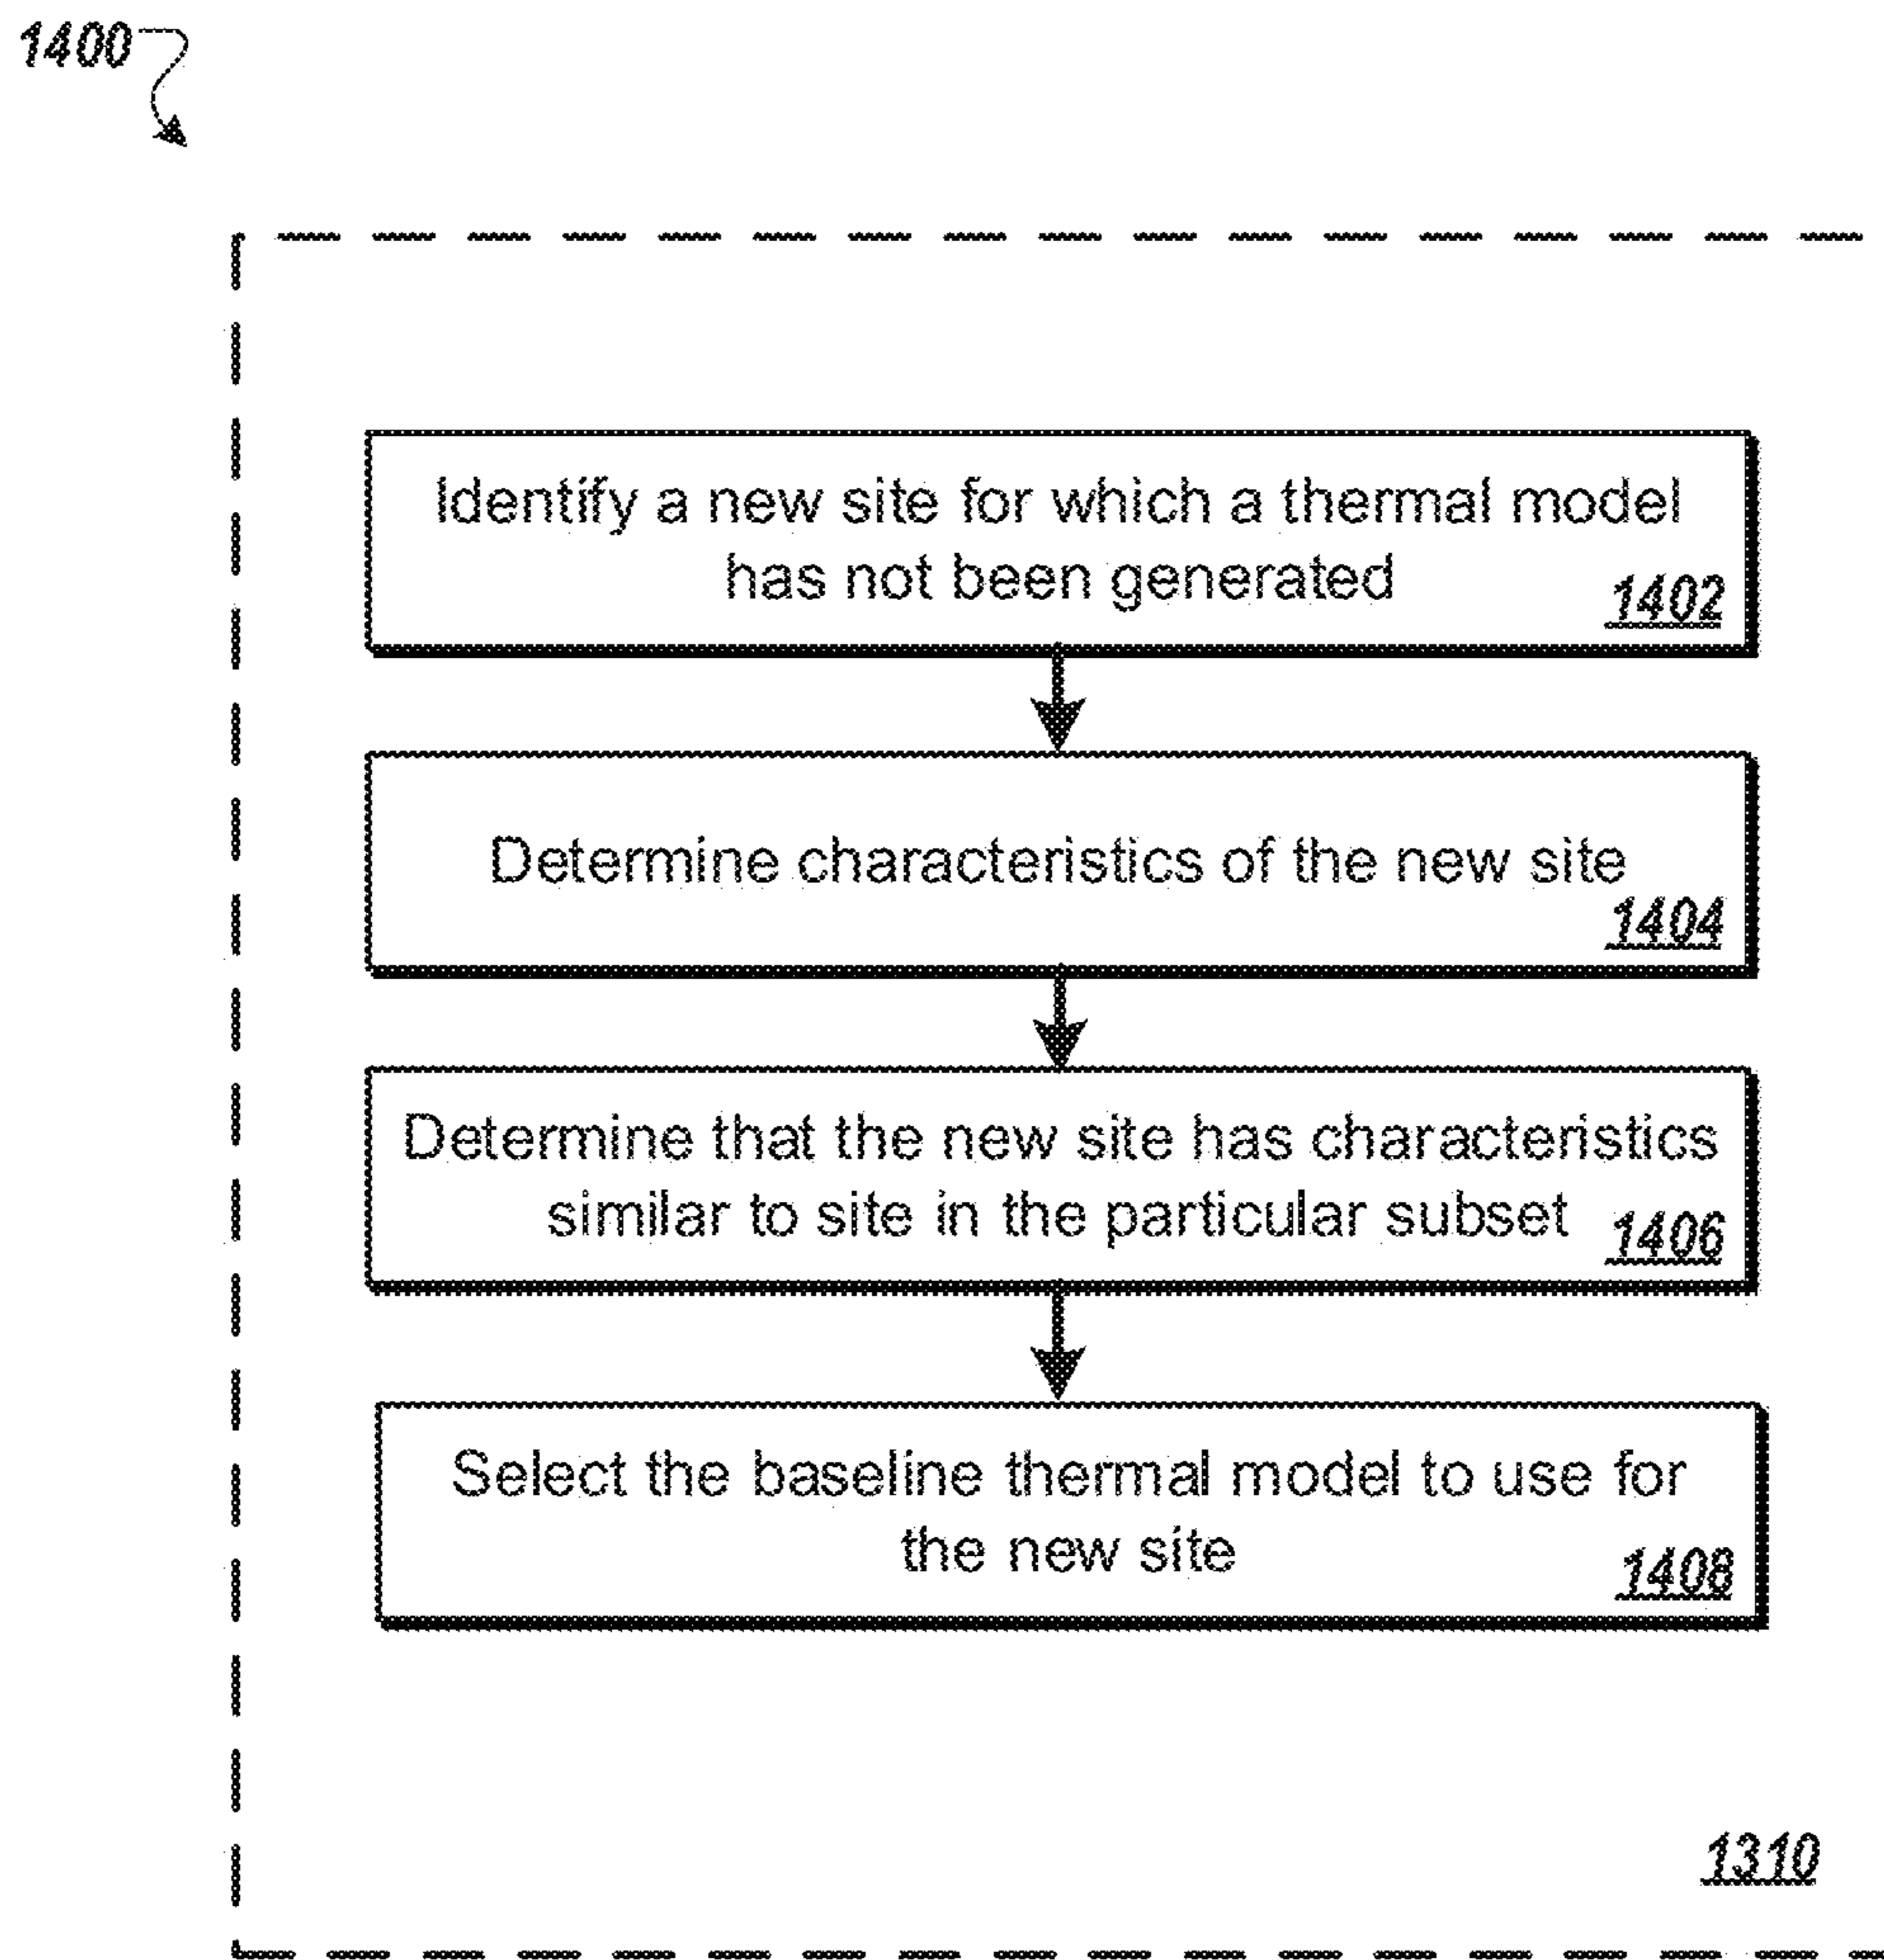 1400
Identify a new site for which a thermal model
has not been generated
1402
Determine characteristics of the new site
1404
Determine that the new site has characteristics
similar to site in the particular subset
1406
Select the baseline thermal model to use for
the new site
1408
1310